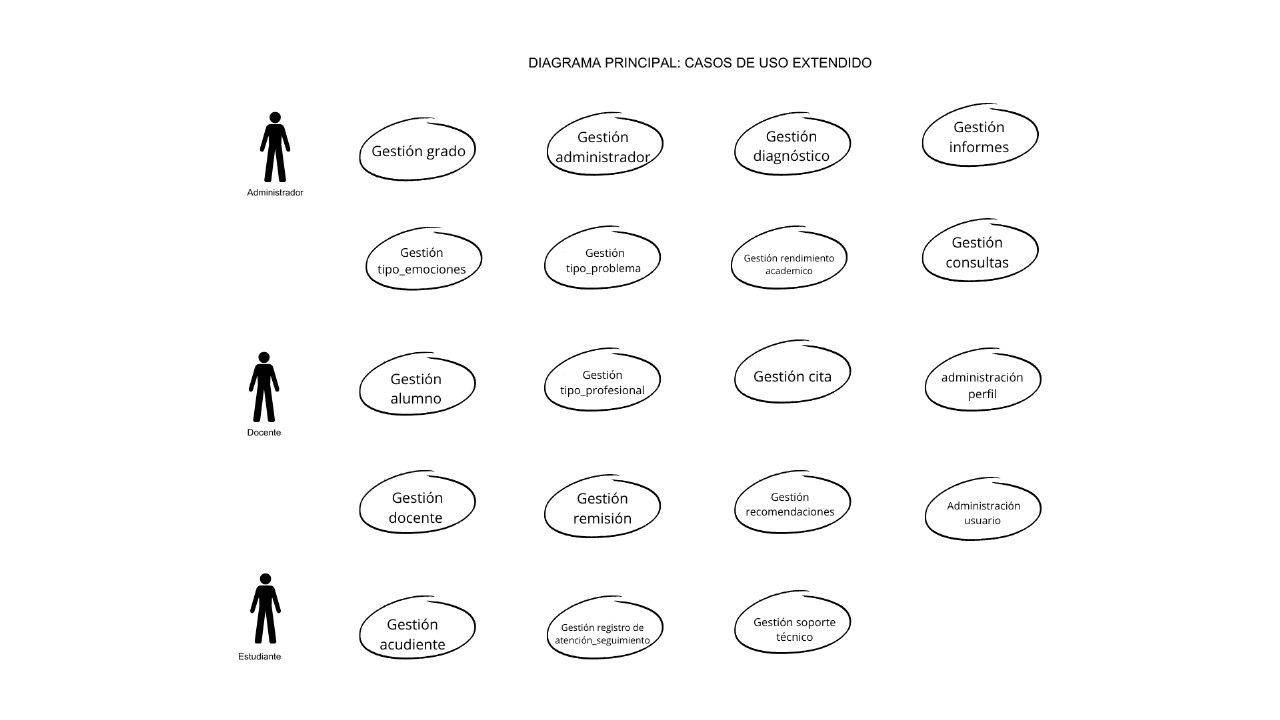 DIAGRAMA PRINCIPAL: CASOS DE USO EXTENDIDO
Administrador
Gestión grado
Gestión
administrador
Gestión
diagnóstico
Gestión
informes
Gestión
tipo_emociones
Gestión
tipo_problema
Gestión rendimiento
academico
Gestión
consultas
Docente
Gestión
alumno
Gestión
tipo_profesional
Gestión cita
administración
perfil
Gestión
docente
Gestión
remisión
Gestión
recomendaciones
Administración
usuario
Estudiante
Gestión
acudiente
Gestión registro de
atención_seguimiento
Gestión soporte
técnico